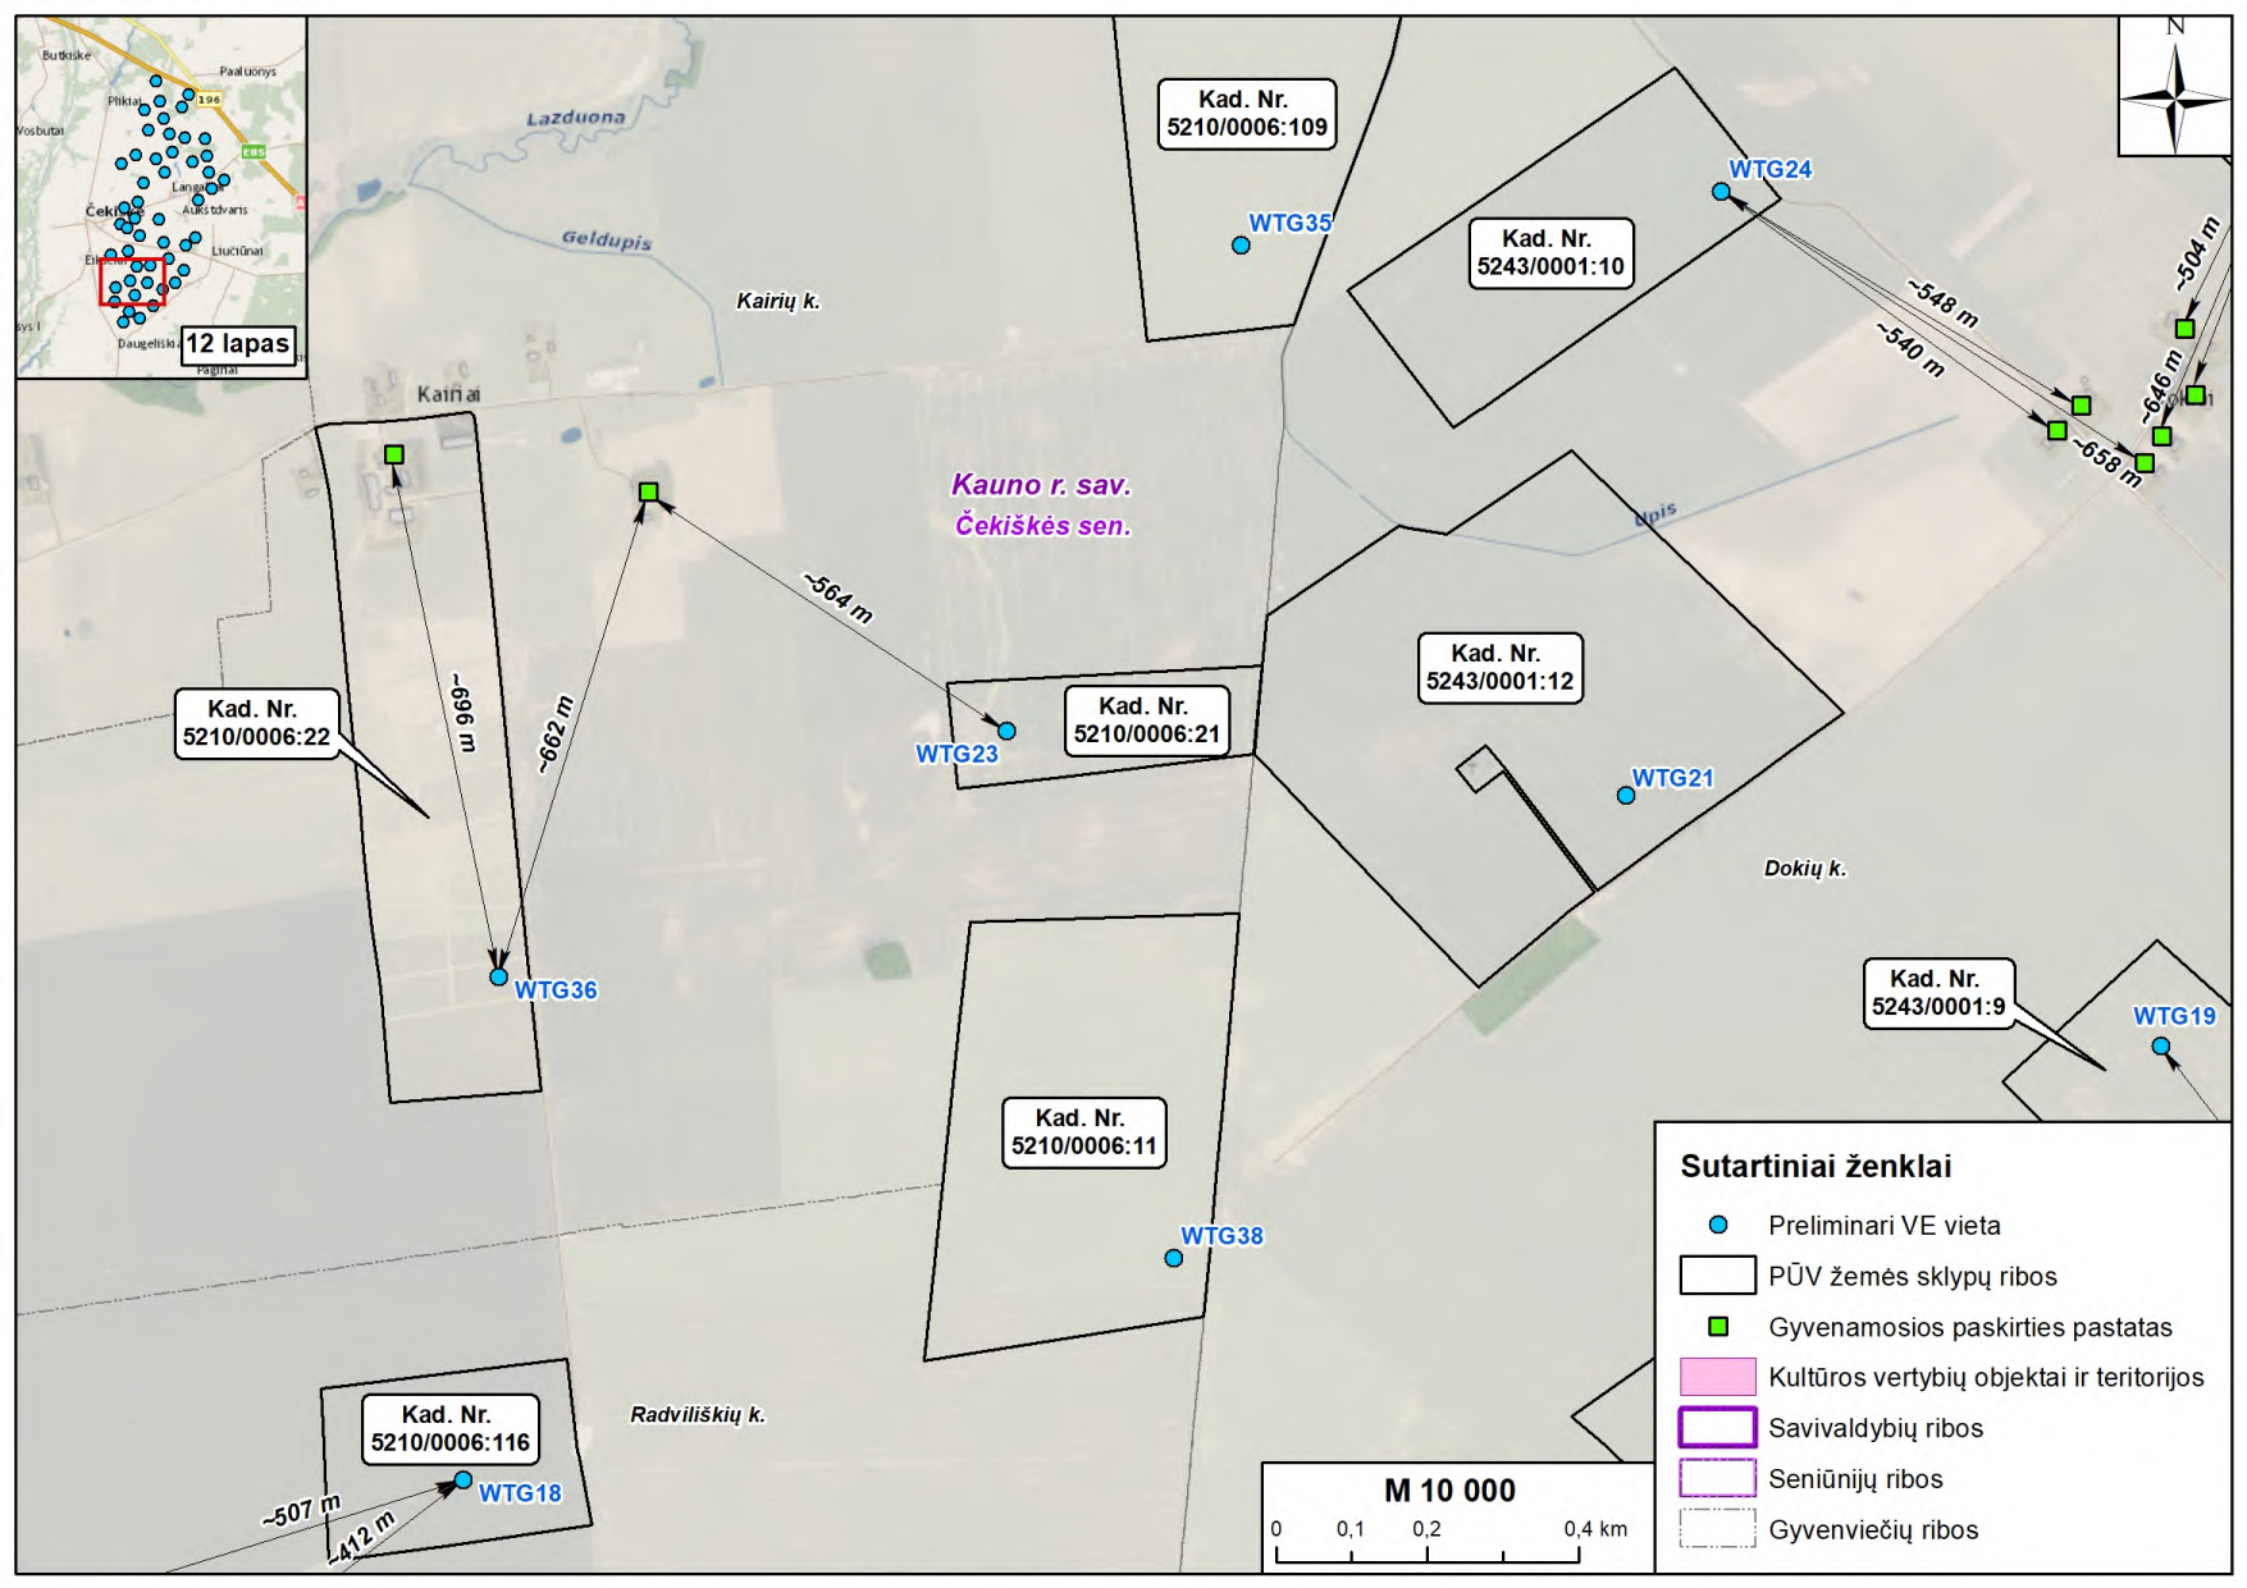 Butkiškė
Paaluonys
Plikiai
196
Vosbutai
E85
Langakis
Čekiškė
Aukštdvaris
Liučiūnai
Daugeliškiai
12 lapas
Paginai
N
Lazduona
Kad. Nr.
5210/0006:109
WTG24
WTG35
Geldupis
Kad. Nr.
5243/0001:10
~504 m
Kairių k.
~548 m
~540 m
~646 m
Kairiai
~658 m
Kauno r. sav.
Čekiškės sen.
Upis
~564 m
Kad. Nr.
5243/0001:12
~696 m
~662 m
Kad. Nr.
5210/0006:22
Kad. Nr.
5210/0006:21
WTG23
WTG21
Dokių k.
WTG36
Kad. Nr.
5243/0001:9
WTG19
Kad. Nr.
5210/0006:11
WTG38
Radviliškių k.
Kad. Nr.
5210/0006:116
WTG18
~507 m
~412 m
M 10 000
0 0,1 0,2 0,4 km
Sutartiniai ženklai
Preliminari VE vieta
PŪV žemės sklypų ribos
Gyvenamosios paskirties pastatas
Kultūros vertybių objektai ir teritorijos
Savivaldybių ribos
Seniūnijų ribos
Gyvenviečių ribos